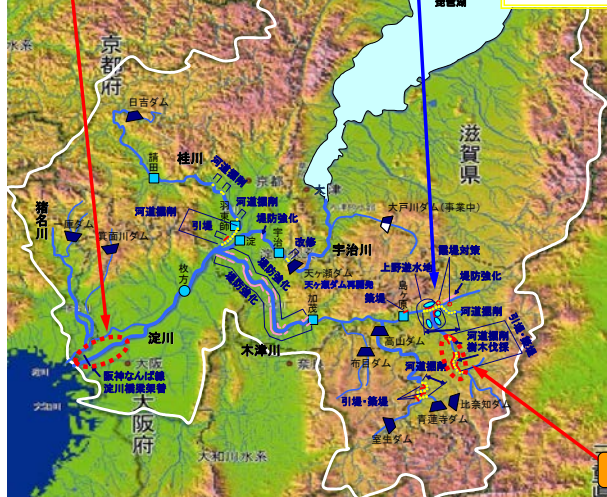 琵琶湖
水系
京都府
日吉ダム
滋賀県
請田
桂川
河道掘削
京都
大津
猪名川
羽束師
河道掘削
大戸川ダム(事業中)
河道掘削
引堤
堤防強化
淀
宇治
改修
宇治川
一庫ダム
箕面川ダム
天ヶ瀬ダム
天ヶ瀬ダム再開発
上野遊水地
堤防強化
堤防強化
堤防強化
築堤
島ヶ原
枚方
加茂
河道掘削
引堤・築堤
淀川
木津川
高山ダム
河道掘削
樹木伐採
大阪
阪神なんば線
淀川橋梁架替
布目ダム
河道掘削
引堤・築堤
比奈知ダム
青蓮寺ダム
室生ダム
大阪府
大和川水系